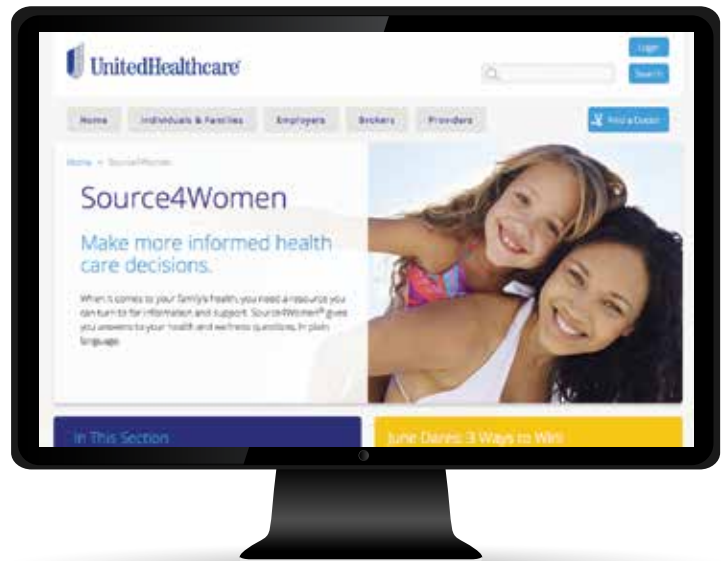 UnitedHealthcare
Login
Search
Home Individuals & Families Employers Brokers Providers Find a Doctor
Home > Source4Women
Source4Women
Make more informed health
care decisions.
When it comes to your family's health, you need a resource you
can turn to for information and support. Source4Women® gives
you answers to your health and wellness questions, in plain
language.
In This Section
June Dares: 3 Ways to Win!